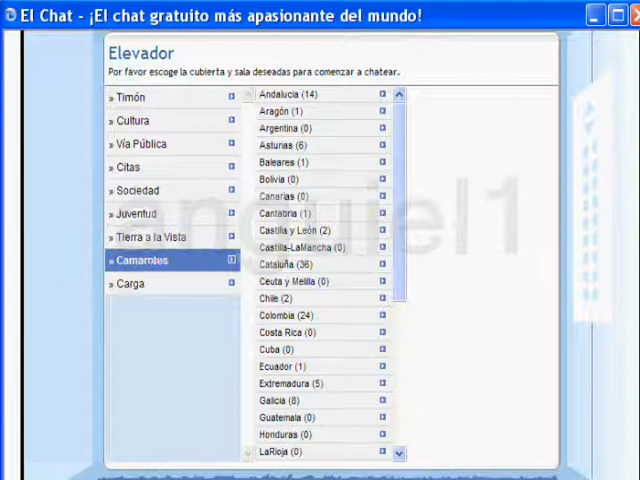 El Chat - ¡El chat gratuito más apasionante del mundo!
Elevador
Por favor escoge la cubierta y sala deseadas para comenzar a chatear.
» Timón
» Cultura
» Vía Pública
» Citas
» Sociedad
» Juventud
» Tierra a la Vista
» Camarotes
» Carga
Andalucia (14)
Aragón (1)
Argentina (0)
Asturias (6)
Baleares (1)
Bolivia (0)
Canarias (0)
Cantabria (1)
Castilla y León (2)
Castilla-LaMancha (0)
Cataluña (36)
Ceuta y Melilla (0)
Chile (2)
Colombia (24)
Costa Rica (0)
Cuba (0)
Ecuador (1)
Extremadura (5)
Galicia (8)
Guatemala (0)
Honduras (0)
LaRioja (0)
anguiel1